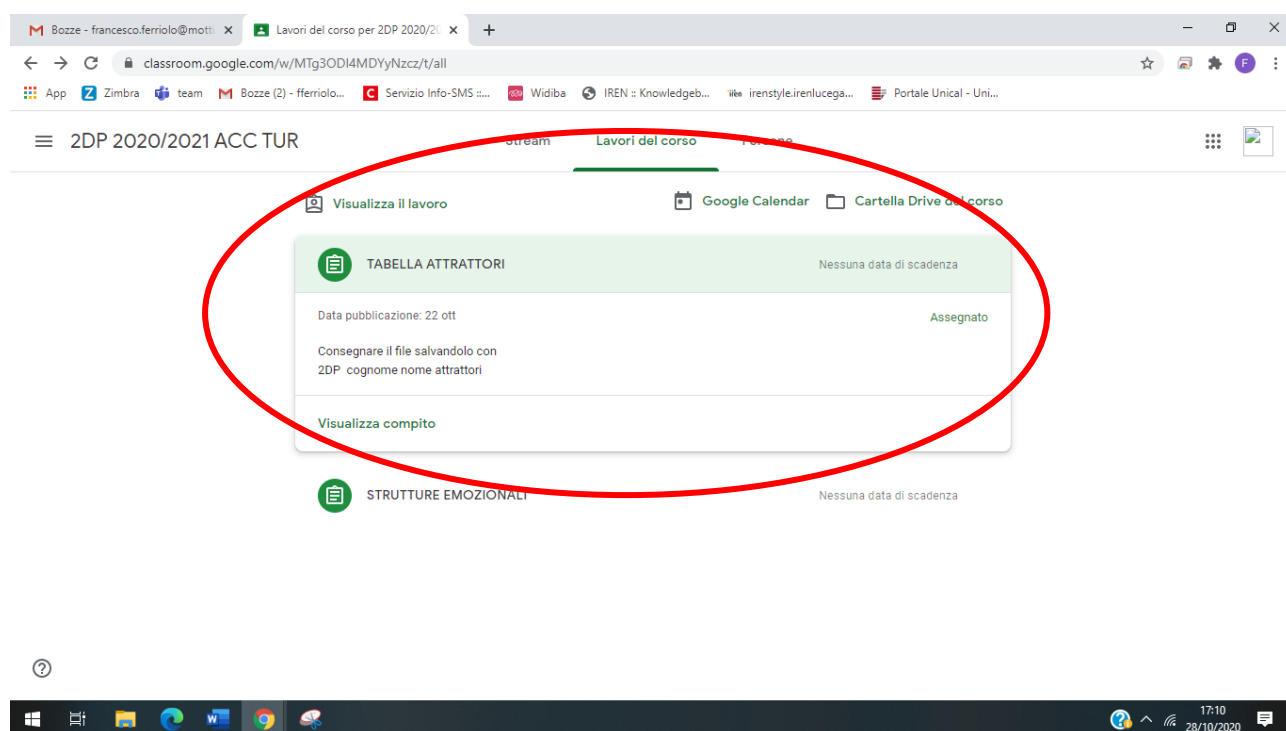 Bozze - francesco.ferriolo@motti
Lavori del corso per 2DP 2020/20
classroom.google.com/w/MTg3ODI4MDYyNzcz/t/all
App Zimbra team Bozze (2) - fferriolo... Servizio Info-SMS ::... Widiba IREN :: Knowledgeb... irenstyle.irenlucega... Portale Unical - Uni...
2DP 2020/2021 ACC TUR Stream Lavori del corso Persone
Visualizza il lavoro Google Calendar Cartella Drive del corso
TABELLA ATTRATTORI Nessuna data di scadenza
Data pubblicazione: 22 ott Assegnato
Consegnare il file salvandolo con
2DP cognome nome attrattori
Visualizza compito
STRUTTURE EMOZIONALI Nessuna data di scadenza
17:10
28/10/2020